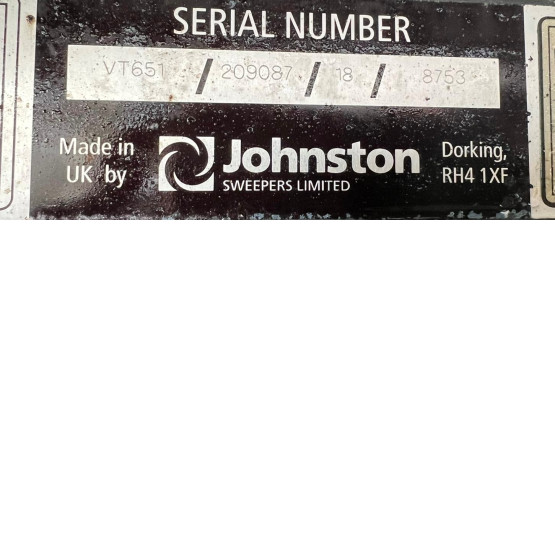 SERIAL NUMBER
VT651 / 209087 / 18 / 8753
Made in
UK by
Johnston
SWEEPERS LIMITED
Dorking,
RH4 1XF